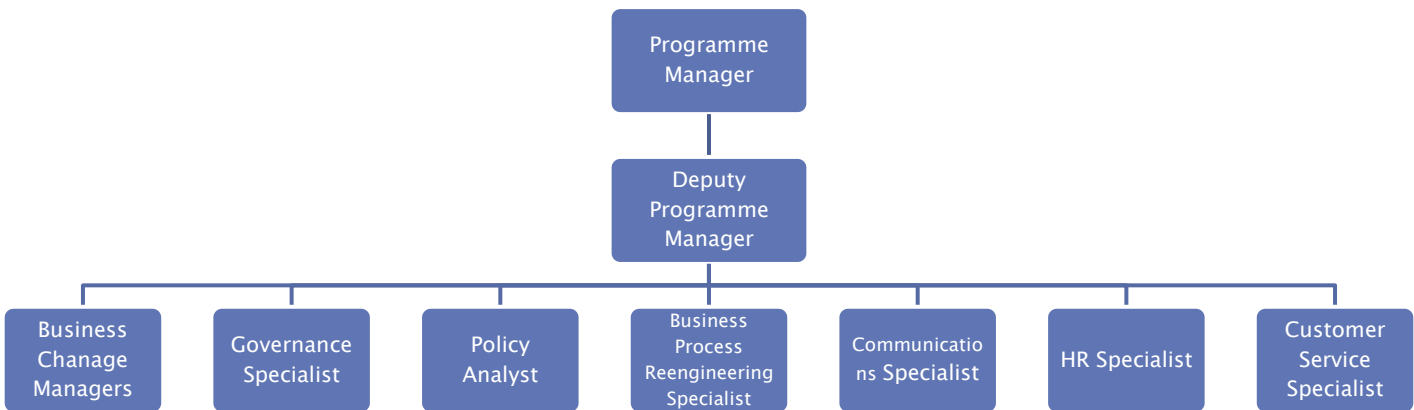 Programme
Manager
Deputy
Programme
Manager
Business
Chanage
Managers
Governance
Specialist
Policy
Analyst
Business
Process
Reengineering
Specialist
Communicatio
ns Specialist
HR Specialist
Customer
Service
Specialist